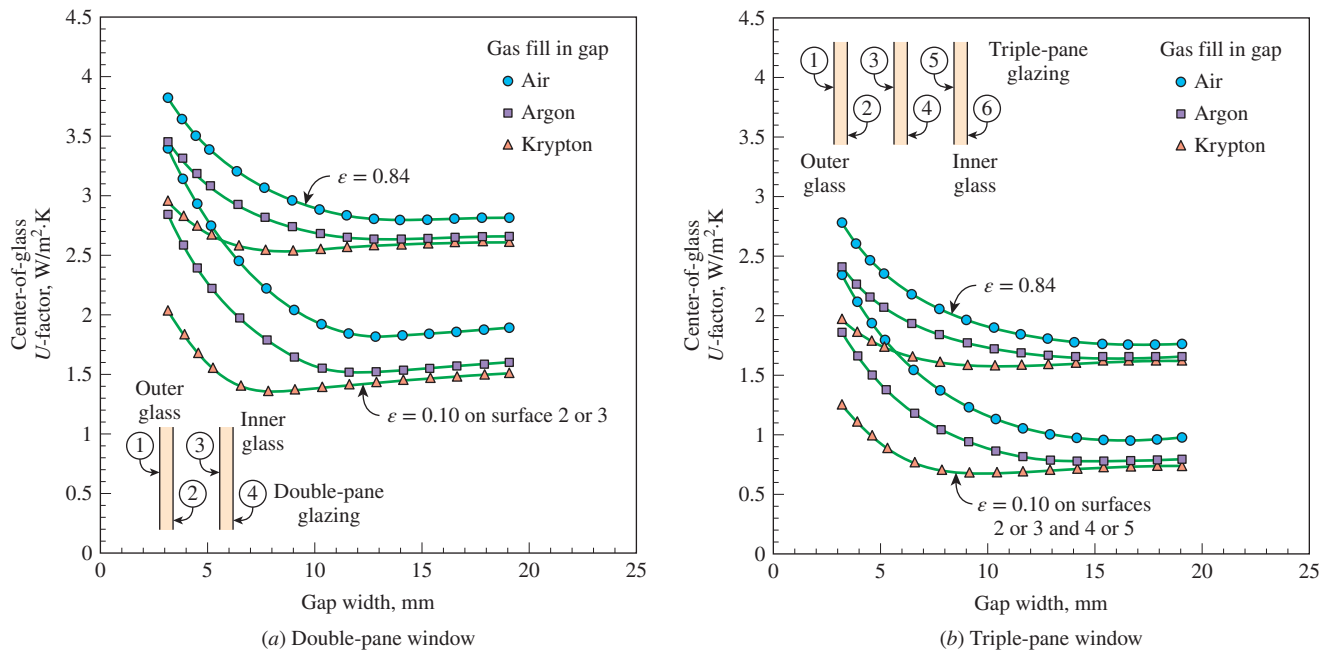 4.5
4
3.5
3
2.5
2
1.5
1
0.5
0
Center-of-glass
U-factor, W/m²·K
Gas fill in gap
Air
Argon
Krypton
ε = 0.84
ε = 0.10 on surface 2 or 3
Outer
glass
Inner
glass
1
3
2
4
Double-pane
glazing
0 5 10 15 20 25
Gap width, mm
(a) Double-pane window
4.5
4
3.5
3
2.5
2
1.5
1
0.5
0
Center-of-glass
U-factor, W/m²·K
1
3
5
2
4
6
Triple-pane
glazing
Outer
glass
Inner
glass
Gas fill in gap
Air
Argon
Krypton
ε = 0.84
ε = 0.10 on surfaces
2 or 3 and 4 or 5
0 5 10 15 20 25
Gap width, mm
(b) Triple-pane window